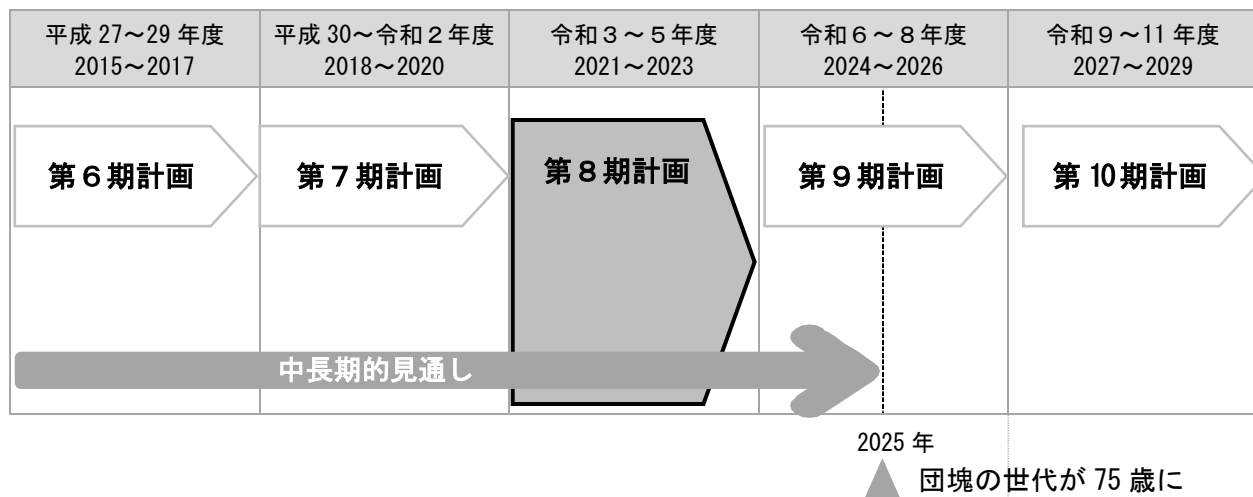 平成 27～29 年度
2015～2017
平成 30～令和２年度
2018～2020
令和３～５年度
2021～2023
令和６～８年度
2024～2026
令和９～11 年度
2027～2029
第６期計画
第７期計画
第８期計画
第９期計画
第 10 期計画
中長期的見通し
2025 年
団塊の世代が 75 歳に